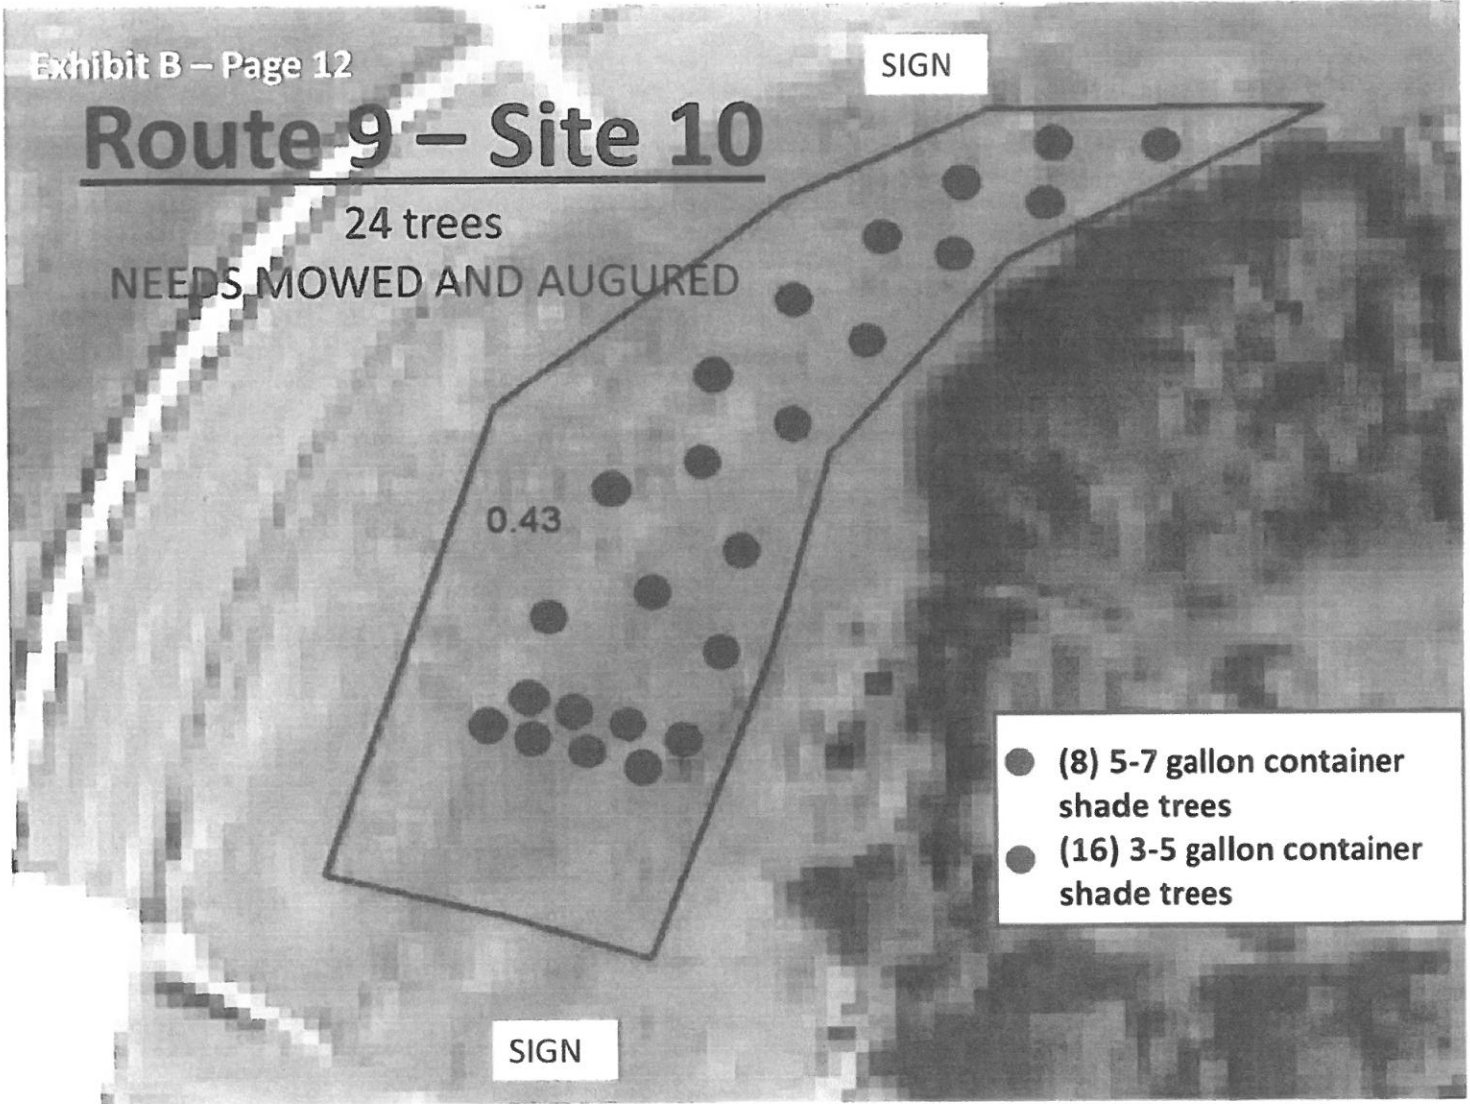 Exhibit B – Page 12
SIGN
Route 9 – Site 10
24 trees
NEEDS MOWED AND AUGURED
0.43
(8) 5-7 gallon container
shade trees
(16) 3-5 gallon container
shade trees
SIGN